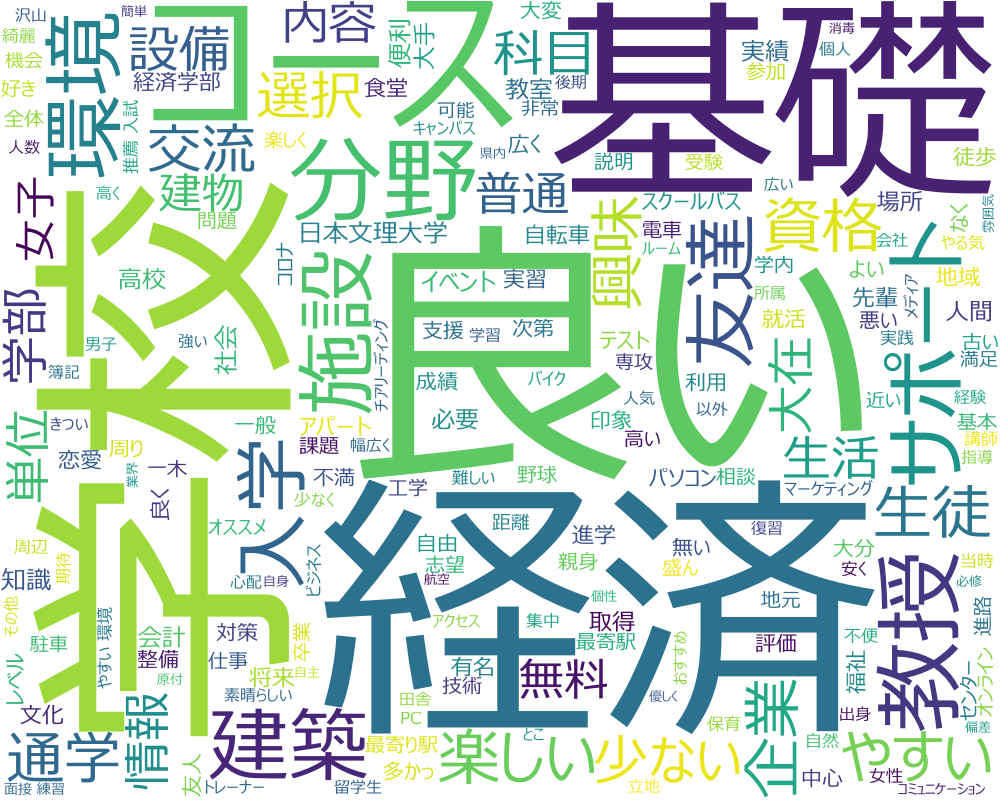 沢山
簡単
綺麗
機会
好き
全体
人数
環境
推薦
入試
設備
経済学部
交流
建物
コース
内容
選択
食堂
便利
大手
大変
科目
教室
後期
可能
非常
キャンパス
広く
楽しく
県内
基礎
消毒
個人
実績
参加
説明
受験
徒歩
スクールバス
広い
場所
なく
雰囲気
やる気
会社
地域
女子
学部
高く
問題
高校
コロナ
分野
普通
日本文理大学
自転車
興味
電車
ルーム
資格
友達
学内
所属
就活
よい
先輩
悪い
メディア
人間
学校
男子
強い
社会
簿記
施設
チアリーディング
イベント
実習
支援
学習
次第
成績
必要
バイク
良い
テスト
専攻
利用
人気
以外
印象
高い
大在
サポート
実践
古い
満足
近い
経験
基本
講師
指導
生活
単位
きつい
周り
恋愛
業界
一般
アパート
課題
幅広く
一木
良く
不満
少なく
大学
人
工学
難しい
野球
パソコン
相談
マーケティング
生徒
オススメ
周辺
期待
知識
その他
やすい
環境
心配
自身
ビジネス
経済
距離
進学
自由
志望
航空
親身
無い
盛ん
復習
大分
安く
当時
必修
教授
進路
駐車
会計
対策
整備
仕事
卒業
将来
自主
原付
素晴らしい
アクセス
集中
個性
取得
最寄駅
おすすめ
地元
評価
不便
福祉
センター
オンライン
偏差
レベル
文化
情報
建築
有名
技術
無料
優しく
企業
田舎
PC
とこ
保育
出身
通学
面接
練習
友人
トレーナー
最寄り駅
多かっ
留学生
楽しい
少ない
立地
自然
中心
やすい
女性
コミュニケーション